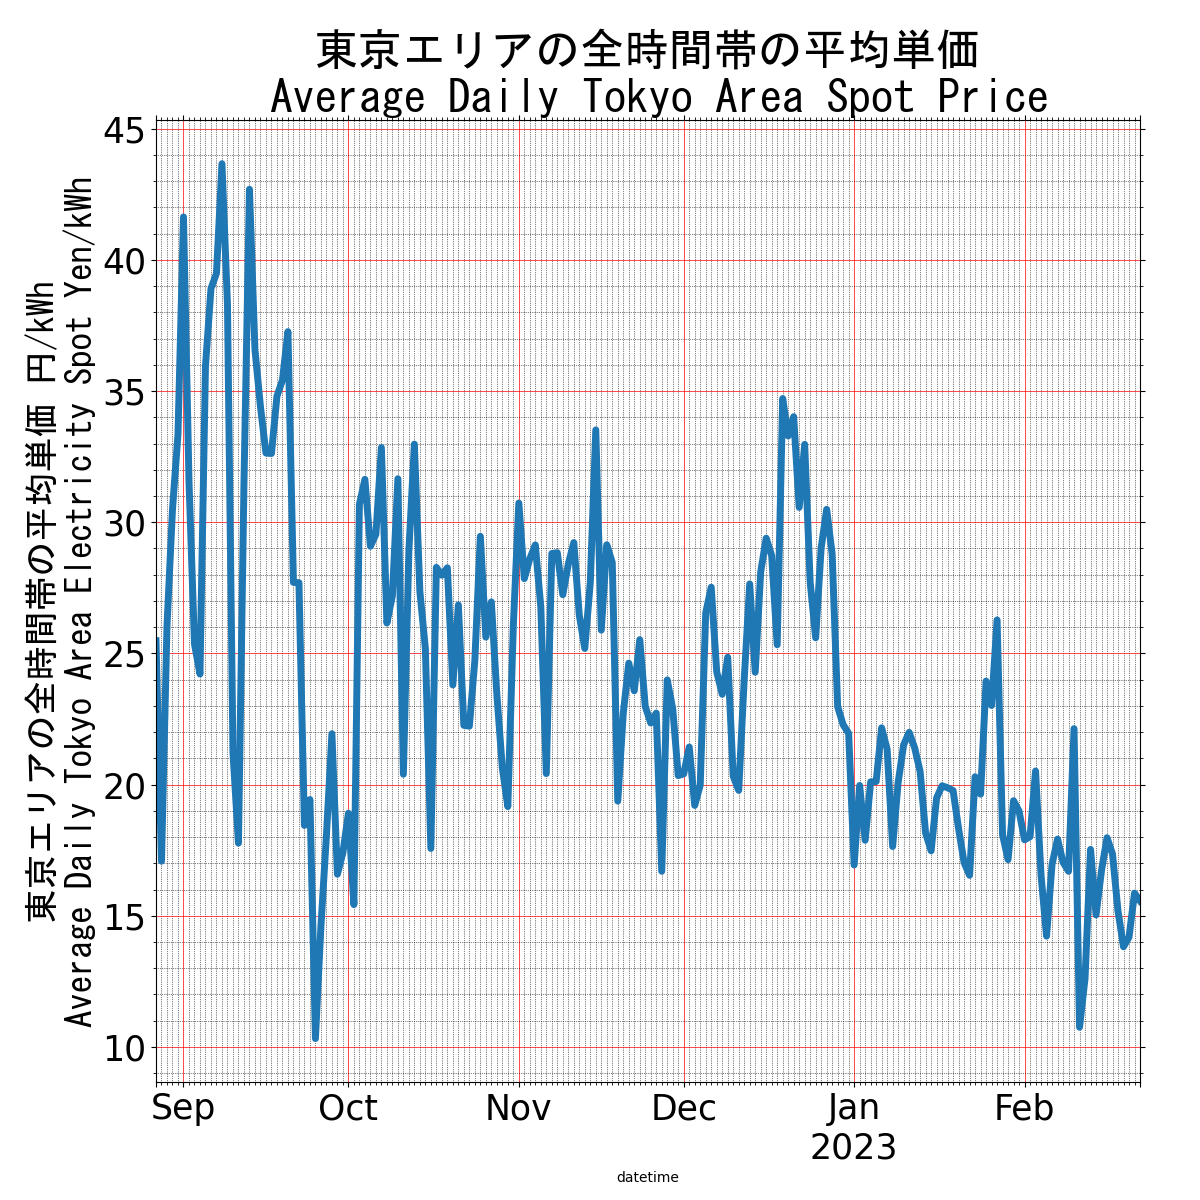 東京エリアの全時間帯の平均単価
Average Daily Tokyo Area Spot Price
東京エリアの全時間帯の平均単価 円/kWh
Average Daily Tokyo Area Electricity Spot Yen/kWh
45
40
35
30
25
20
15
10
Sep
Oct
Nov
Dec
Jan
2023
Feb
datetime